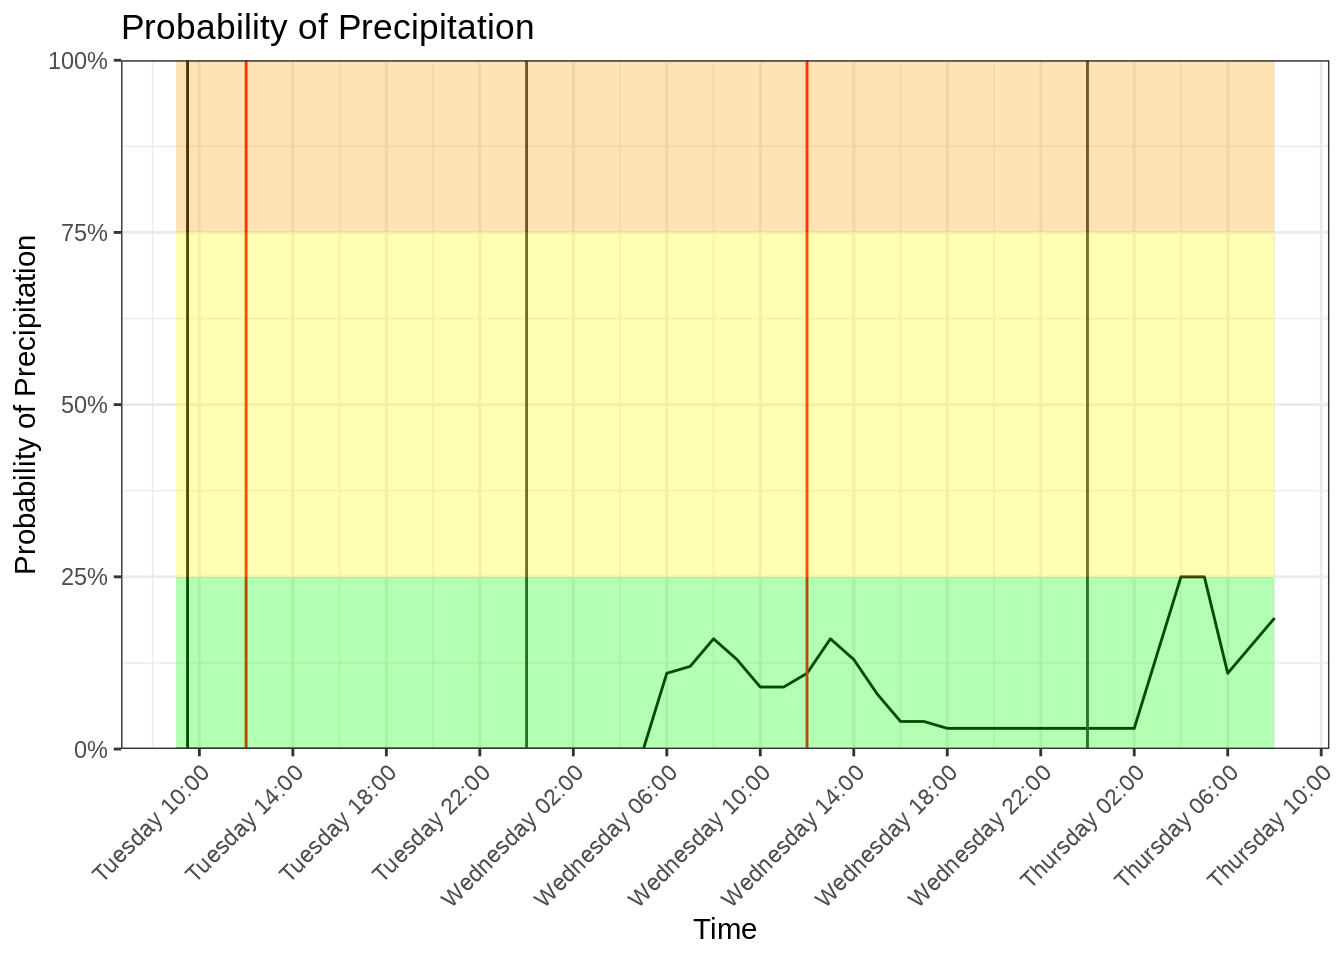 Probability of Precipitation
Probability of Precipitation
100%
75%
50%
25%
0%
Tuesday 10:00
Tuesday 14:00
Tuesday 18:00
Tuesday 22:00
Wednesday 02:00
Wednesday 06:00
Wednesday 10:00
Wednesday 14:00
Wednesday 18:00
Wednesday 22:00
Thursday 02:00
Thursday 06:00
Thursday 10:00
Time